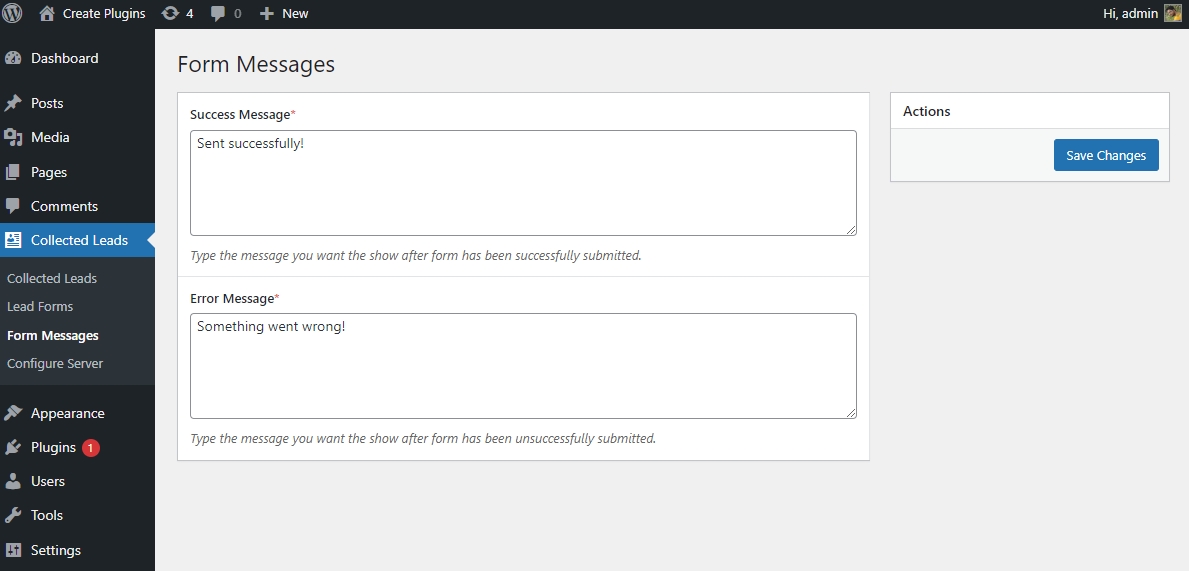 Create Plugins 4 0 New Hi, admin
Dashboard
Posts
Media
Pages
Comments
Collected Leads
Collected Leads
Lead Forms
Form Messages
Configure Server
Appearance
Plugins 1
Users
Tools
Settings
Form Messages
Success Message*
Sent successfully!
Type the message you want the show after form has been successfully submitted.
Error Message*
Something went wrong!
Type the message you want the show after form has been unsuccessfully submitted.
Actions
Save Changes